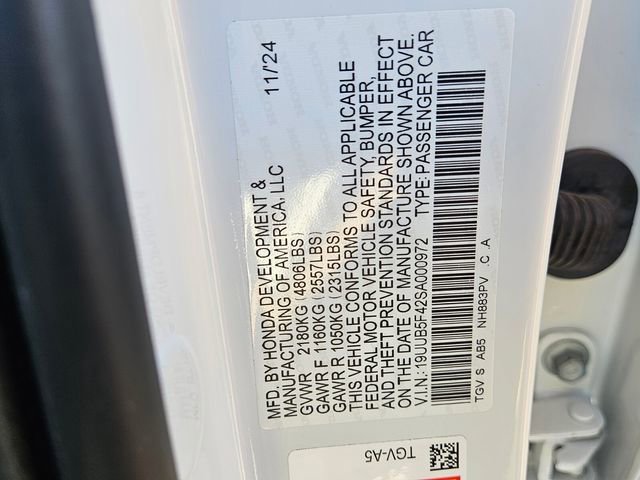 MFD. BY HONDA DEVELOPMENT &
MANUFACTURING OF AMERICA, LLC 11/'24
GVWR 2180KG (4806LBS)
GAWR F 1160KG (2557LBS)
GAWR R 1050KG (2315LBS)
THIS VEHICLE CONFORMS TO ALL APPLICABLE
FEDERAL MOTOR VEHICLE SAFETY, BUMPER,
AND THEFT PREVENTION STANDARDS IN EFFECT
ON THE DATE OF MANUFACTURE SHOWN ABOVE.
V.I.N.: 19UUB5F42SA000972 TYPE: PASSENGER CAR
TGV S AB5 NH883PV .C .A
TGV-A5